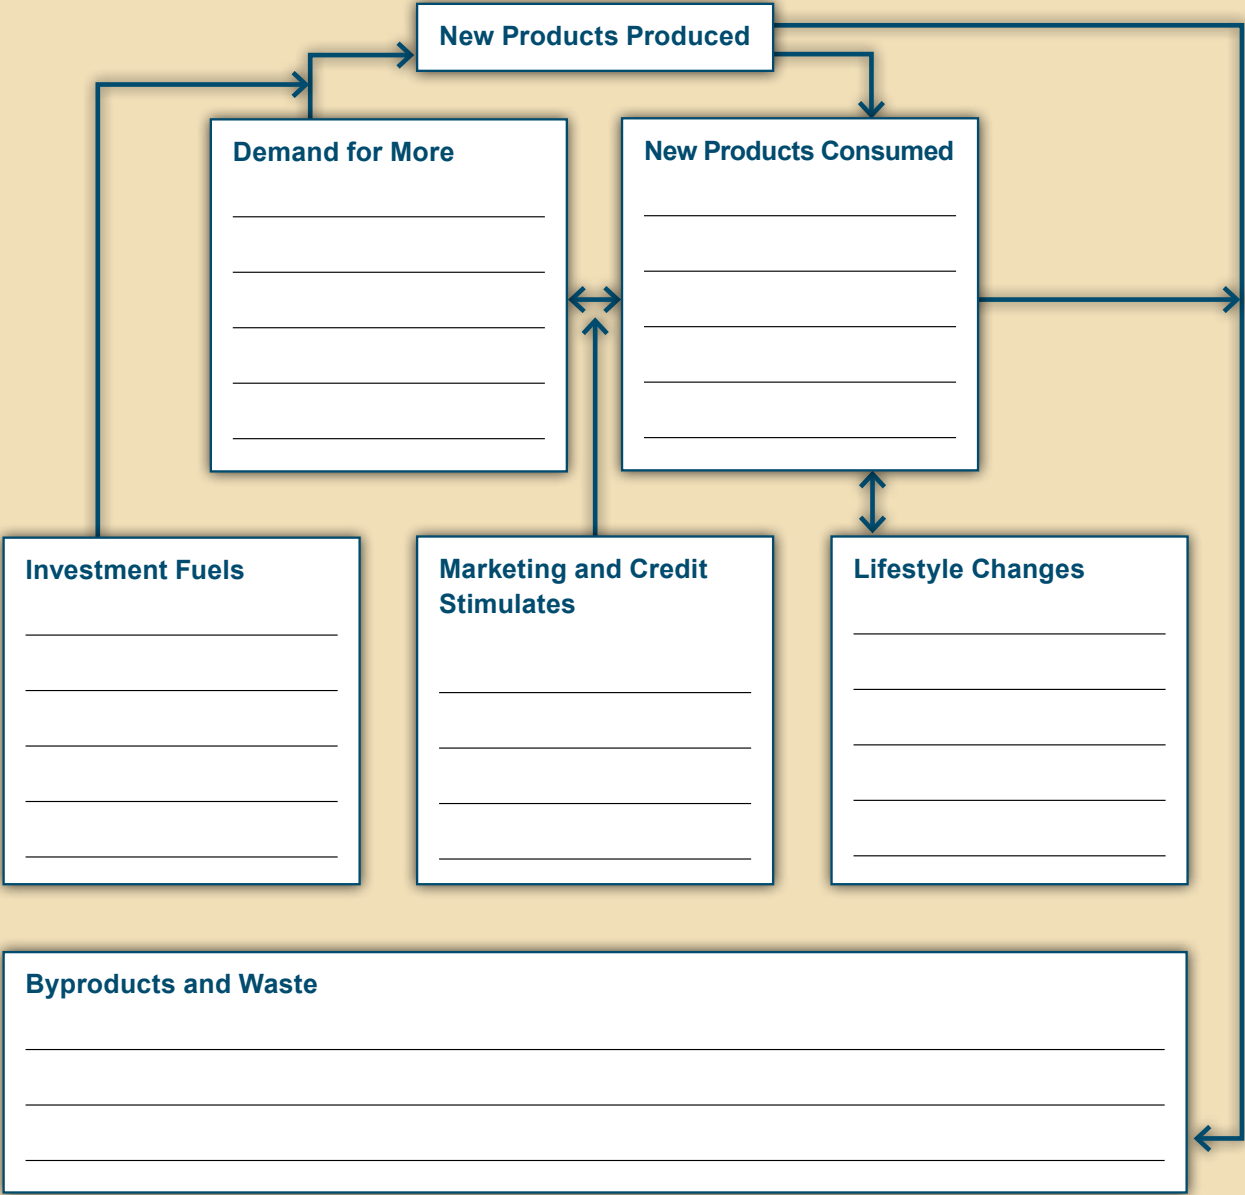 New Products Produced
Demand for More
New Products Consumed
Investment Fuels
Marketing and Credit
Stimulates
Lifestyle Changes
Byproducts and Waste